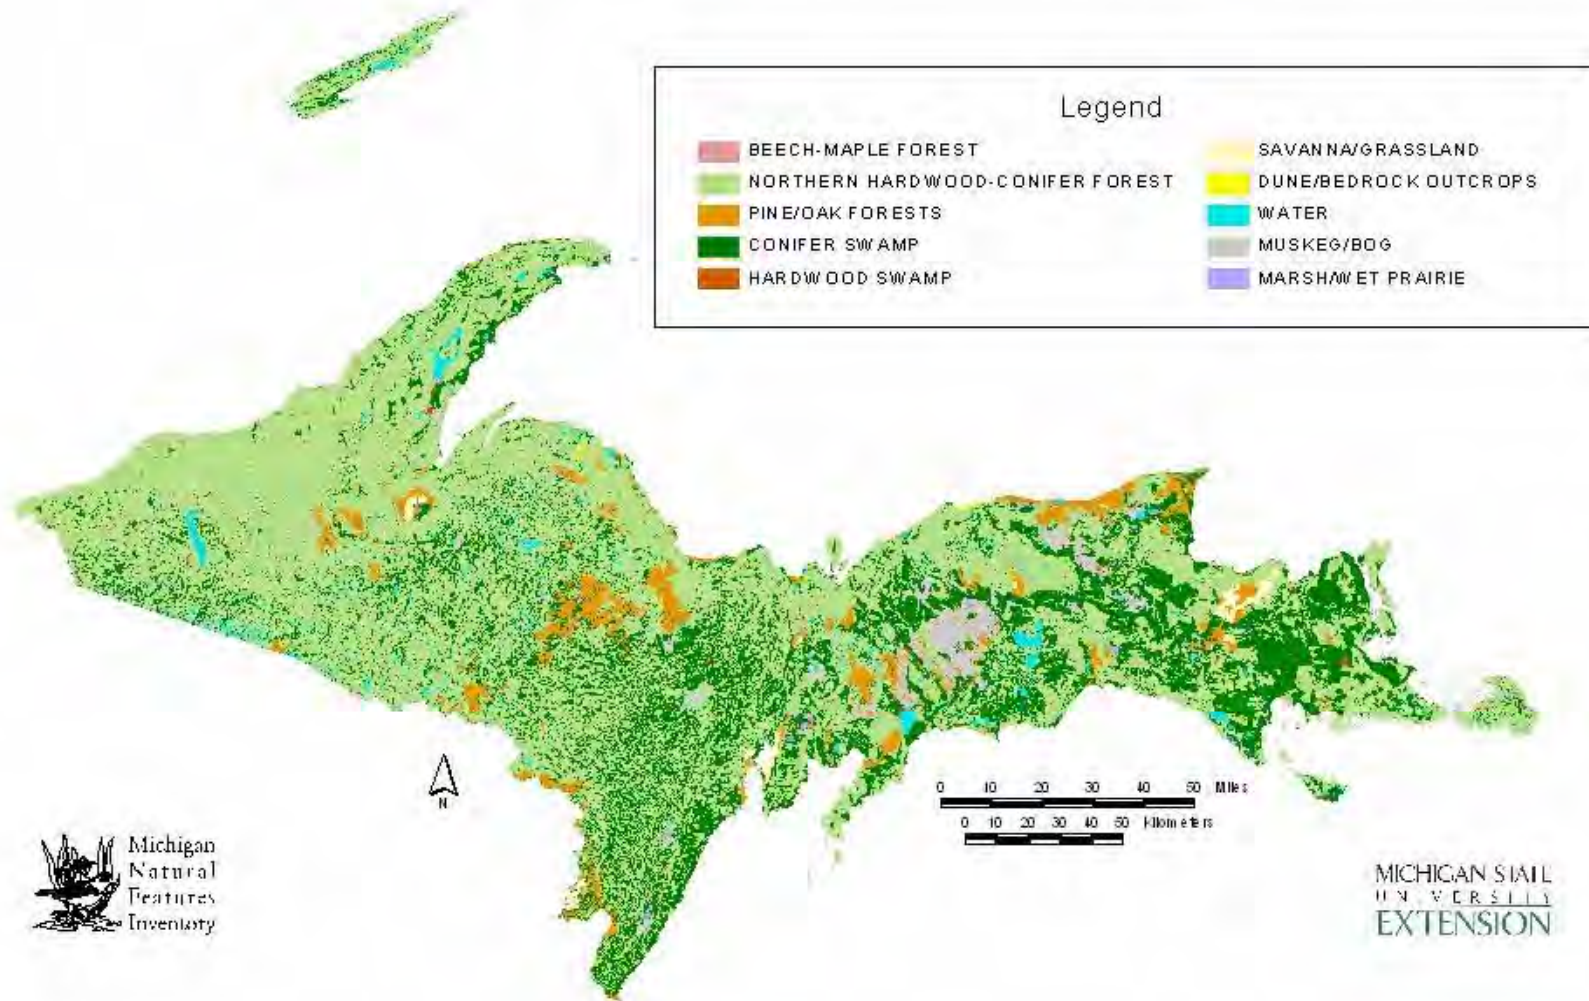 Legend
BEECH-MAPLE FOREST
NORTHERN HARDWOOD-CONIFER FOREST
PINE/OAK FORESTS
CONIFER SWAMP
HARDWOOD SWAMP
SAVANNA/GRASSLAND
DUNE/BEDROCK OUTCROPS
WATER
MUSKEG/BOG
MARSH/WET PRAIRIE
N
0 10 20 30 40 50 Miles
0 10 20 30 40 50 Kilometers
Michigan
Natural
Features
Inventory
MICHIGAN STATE
UNIVERSITY
EXTENSION